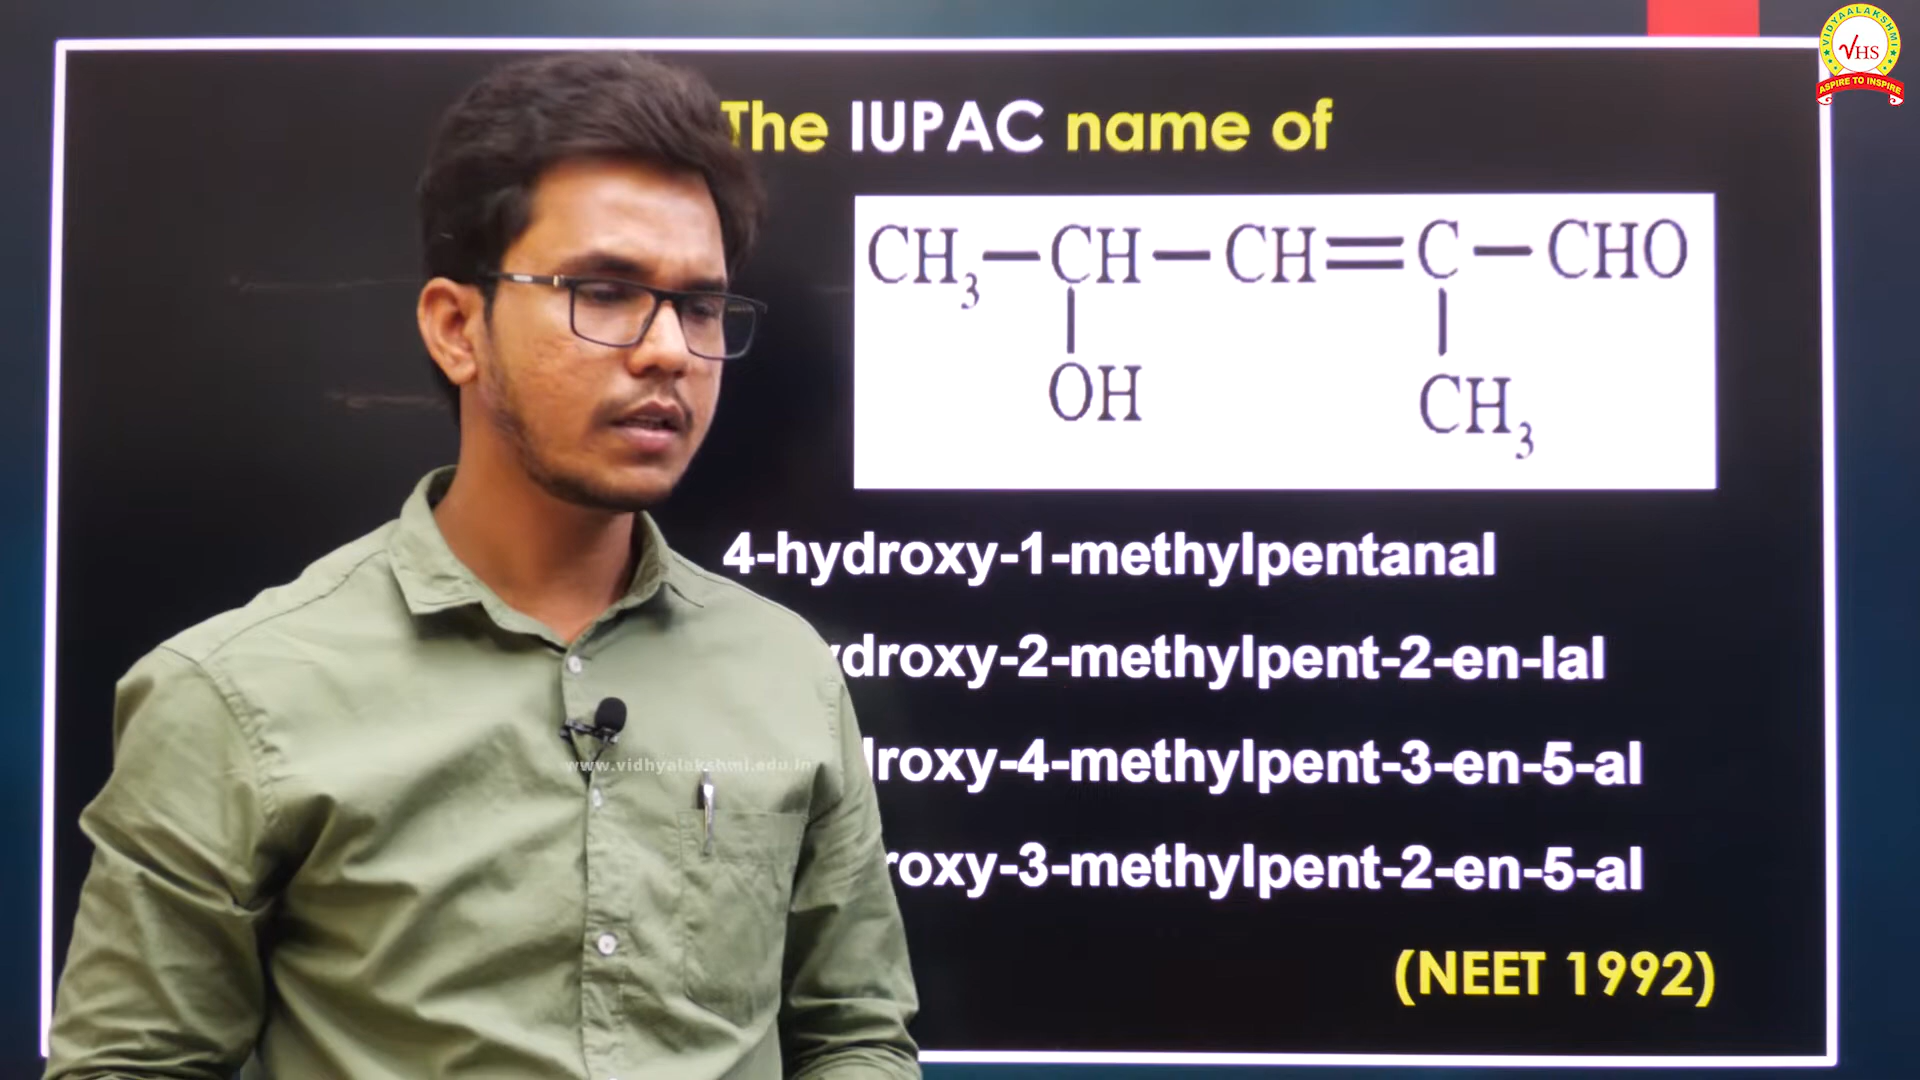 VIDYAALAKSHMI
VHS
ASPIRE TO INSPIRE
The IUPAC name of
CH3—CH—CH=C—CHO
OH
CH3
4-hydroxy-1-methylpentanal
droxy-2-methylpent-2-en-lal
roxy-4-methylpent-3-en-5-al
roxy-3-methylpent-2-en-5-al
www.vidhyalakshmi.edu.in
(NEET 1992)